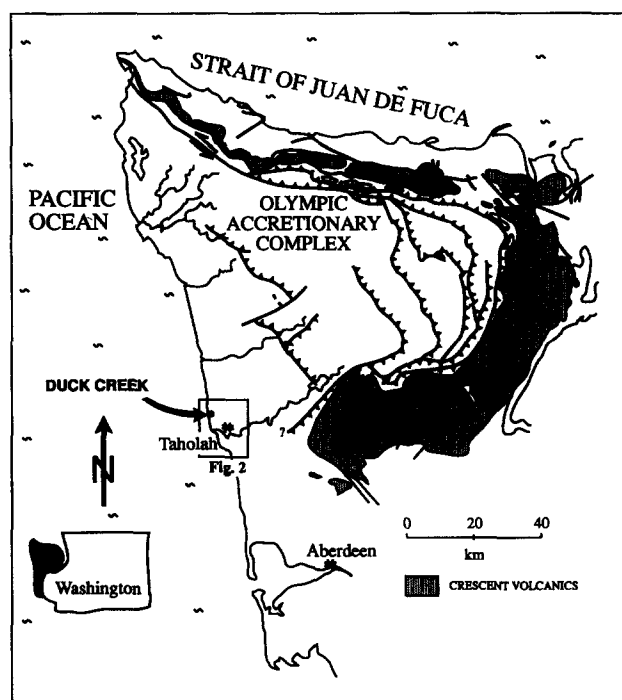 STRAIT OF JUAN DE FUCA
PACIFIC
OCEAN
OLYMPIC
ACCRETIONARY
COMPLEX
DUCK CREEK
Taholah
?
Fig. 2
N
0 20 40
km
Aberdeen
Washington
CRESCENT VOLCANICS